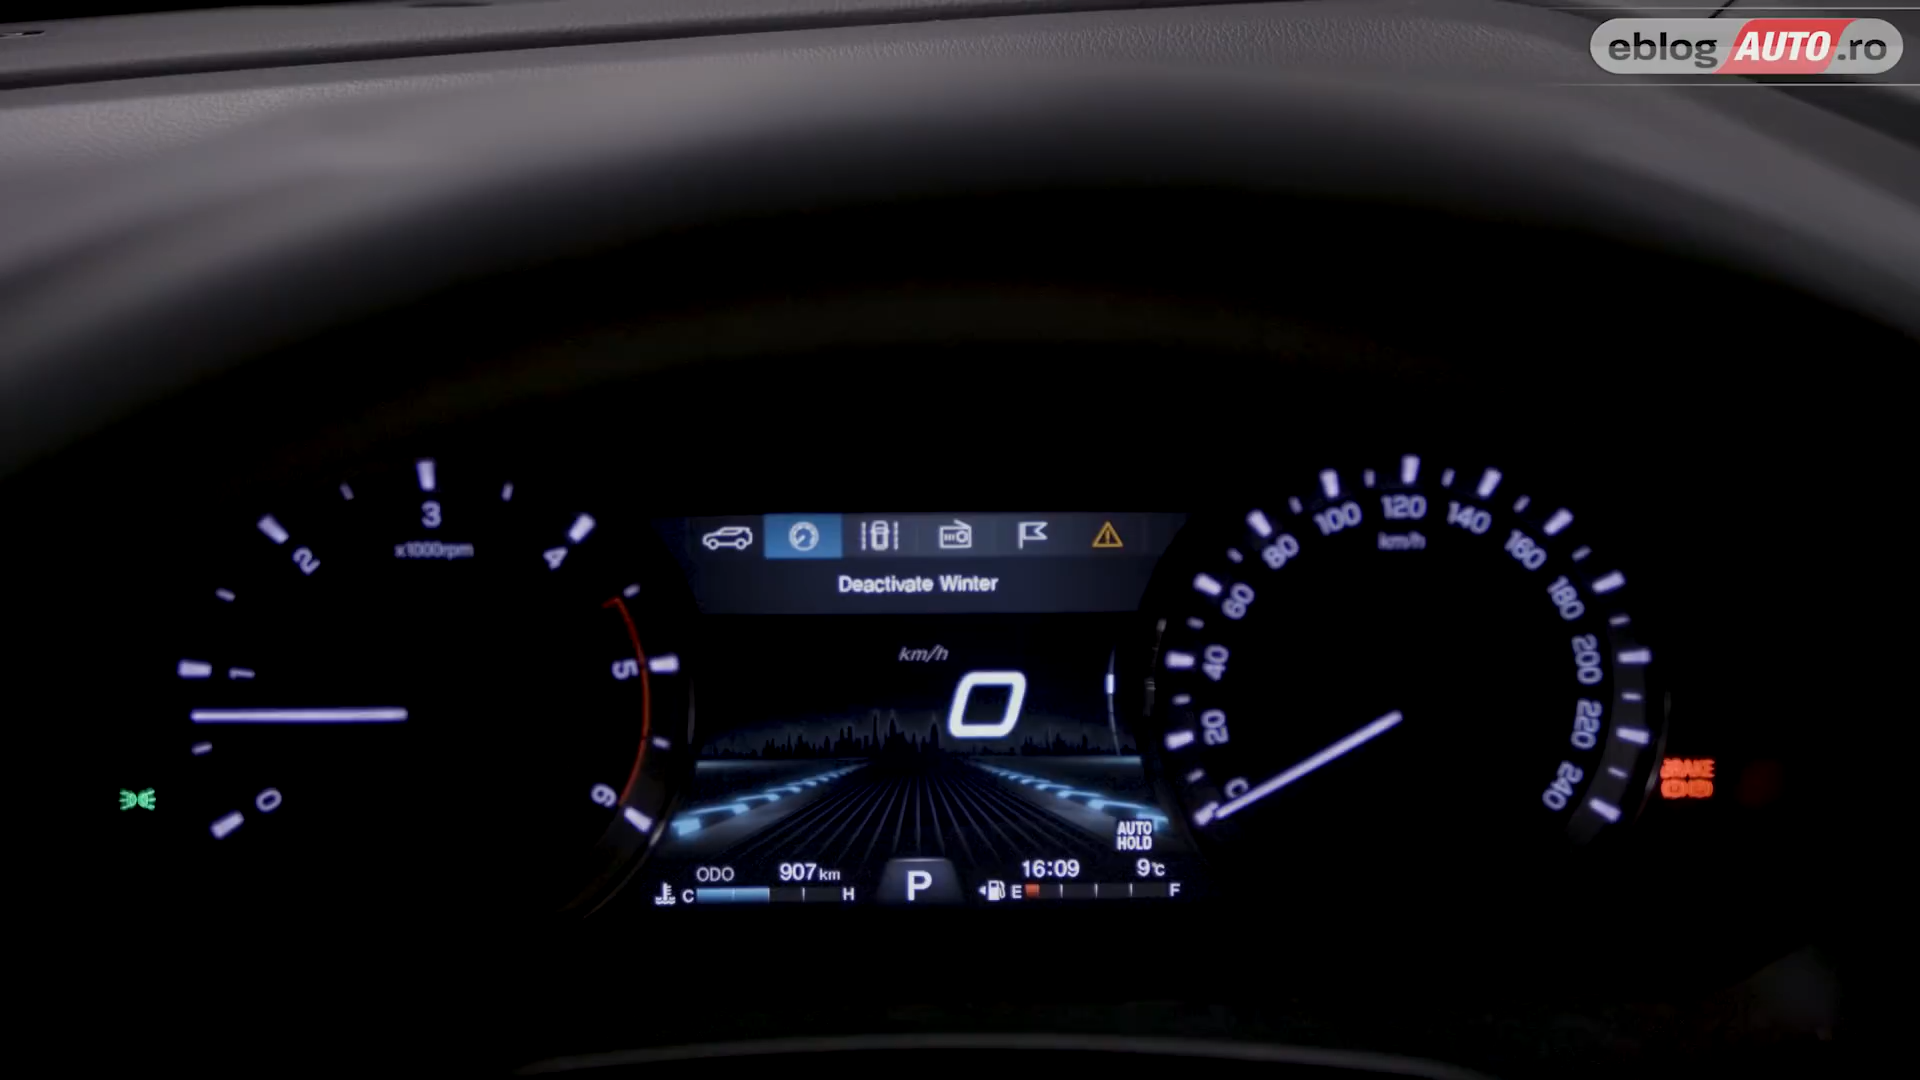 eblog AUTO.ro
3
x1000rpm
2
4
1
5
0
6
Deactivate Winter
km/h
0
AUTO
HOLD
ODO 907 km
16:09 9°C
C H
P
E F
120
100
140
km/h
80
160
60
180
40
200
20
220
240
BRAKE